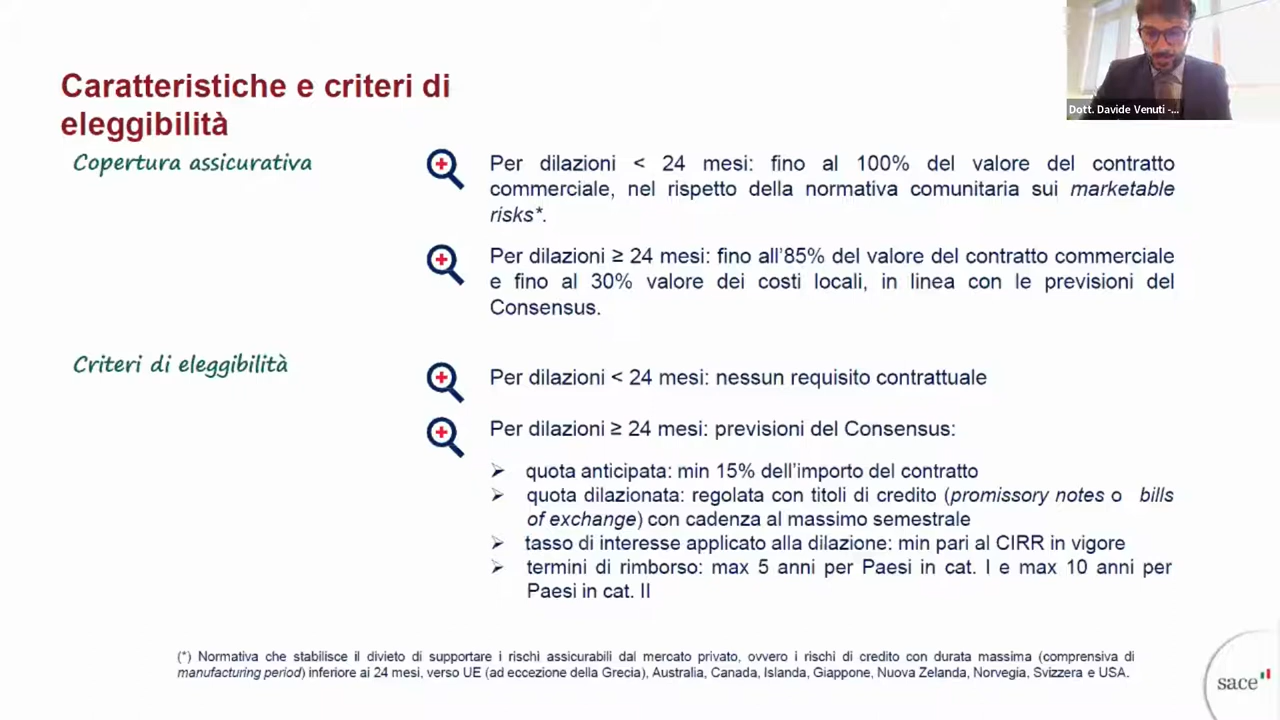 Caratteristiche e criteri di
eleggibilità
Dott. Davide Venuti -...
Copertura assicurativa
Per dilazioni < 24 mesi: fino al 100% del valore del contratto
commerciale, nel rispetto della normativa comunitaria sui marketable
risks*.
Per dilazioni ≥ 24 mesi: fino all'85% del valore del contratto commerciale
e fino al 30% valore dei costi locali, in linea con le previsioni del
Consensus.
Criteri di eleggibilità
Per dilazioni < 24 mesi: nessun requisito contrattuale
Per dilazioni ≥ 24 mesi: previsioni del Consensus:
➢ quota anticipata: min 15% dell'importo del contratto
➢ quota dilazionata: regolata con titoli di credito (promissory notes o bills
of exchange) con cadenza al massimo semestrale
➢ tasso di interesse applicato alla dilazione: min pari al CIRR in vigore
➢ termini di rimborso: max 5 anni per Paesi in cat. I e max 10 anni per
Paesi in cat. II
(*) Normativa che stabilisce il divieto di supportare i rischi assicurabili dal mercato privato, ovvero i rischi di credito con durata massima (comprensiva di
manufacturing period) inferiore ai 24 mesi, verso UE (ad eccezione della Grecia), Australia, Canada, Islanda, Giappone, Nuova Zelanda, Norvegia, Svizzera e USA.
sace